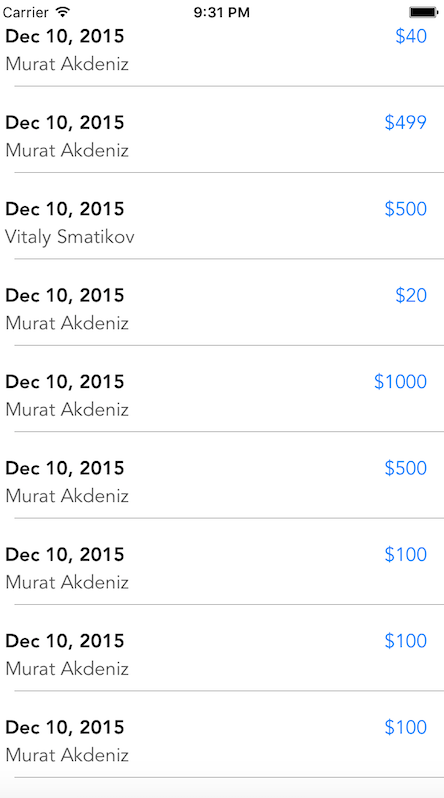 Carrier 9:31 PM
Dec 10, 2015 $40
Murat Akdeniz
Dec 10, 2015 $499
Murat Akdeniz
Dec 10, 2015 $500
Vitaly Smatikov
Dec 10, 2015 $20
Murat Akdeniz
Dec 10, 2015 $1000
Murat Akdeniz
Dec 10, 2015 $500
Murat Akdeniz
Dec 10, 2015 $100
Murat Akdeniz
Dec 10, 2015 $100
Murat Akdeniz
Dec 10, 2015 $100
Murat Akdeniz